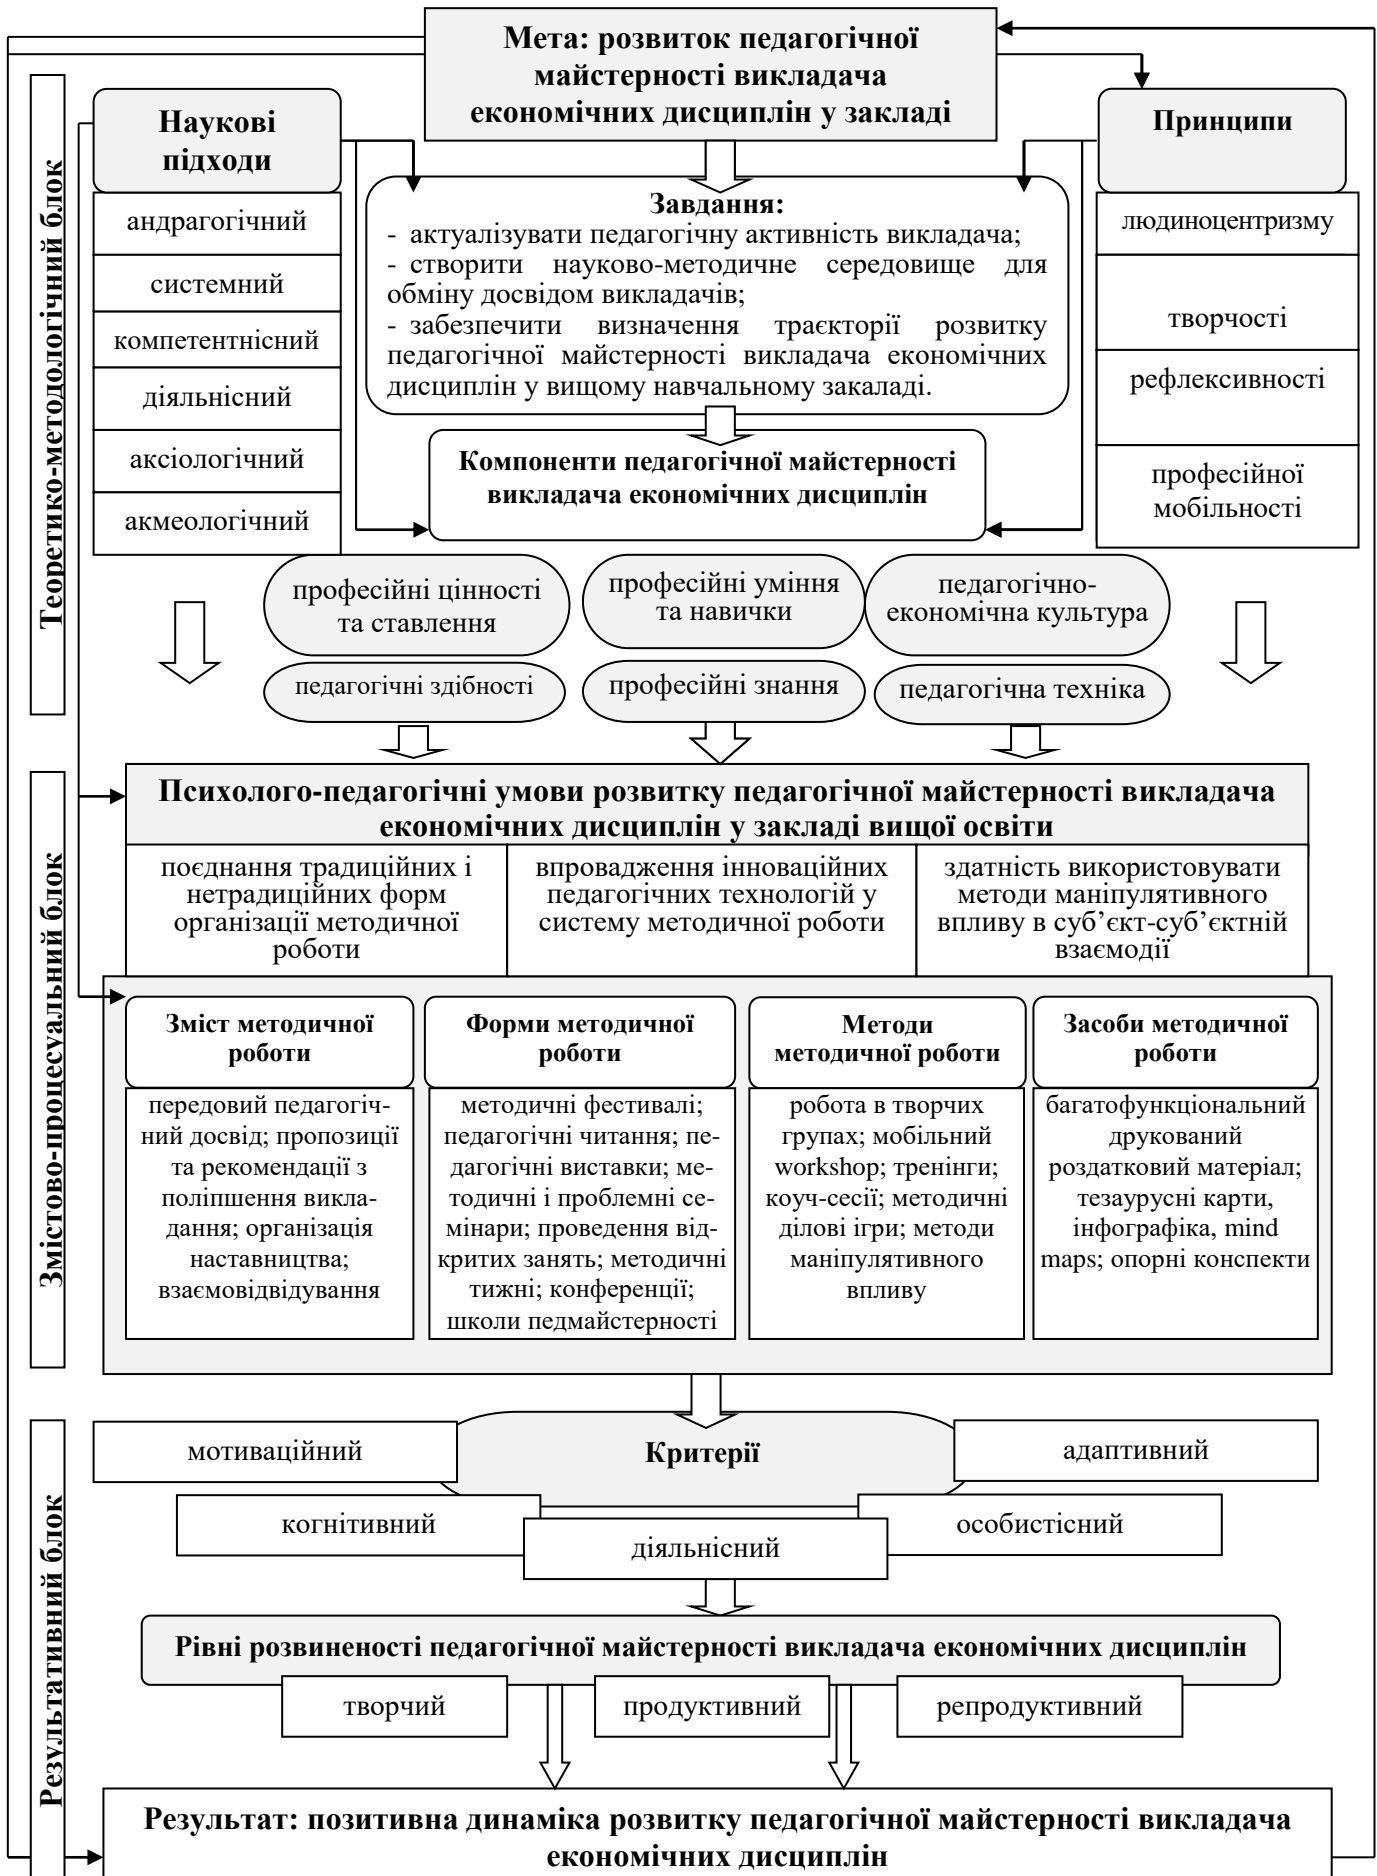 Мета: розвиток педагогічної
майстерності викладача
економічних дисциплін у закладі
Теоретико-методологічний блок
Наукові
підходи
андрагогічний
системний
компетентнісний
діяльнісний
аксіологічний
акмеологічний
Завдання:
- актуалізувати педагогічну активність викладача;
- створити науково-методичне середовище для
обміну досвідом викладачів;
- забезпечити визначення траєкторії розвитку
педагогічної майстерності викладача економічних
дисциплін у вищому навчальному закаладі.
Принципи
людиноцентризму
творчості
рефлексивності
професійної
мобільності
Компоненти педагогічної майстерності
викладача економічних дисциплін
професійні цінності
та ставлення
професійні уміння
та навички
педагогічно-
економічна культура
педагогічні здібності
професійні знання
педагогічна техніка
Змістово-процесуальний блок
Психолого-педагогічні умови розвитку педагогічної майстерності викладача
економічних дисциплін у закладі вищої освіти
поєднання традиційних і
нетрадиційних форм
організації методичної
роботи
впровадження інноваційних
педагогічних технологій у
систему методичної роботи
здатність використовувати
методи маніпулятивного
впливу в суб’єкт-суб’єктній
взаємодії
Зміст методичної
роботи
передовий педагогіч-
ний досвід; пропозиції
та рекомендації з
поліпшення викла-
дання; організація
наставництва;
взаємовідвідування
Форми методичної
роботи
методичні фестивалі;
педагогічні читання; пе-
дагогічні виставки; ме-
тодичні і проблемні се-
мінари; проведення від-
критих занять; методичні
тижні; конференції;
школи педмайстерності
Методи
методичної роботи
робота в творчих
групах; мобільний
workshop; тренінги;
коуч-сесії; методичні
ділові ігри; методи
маніпулятивного
впливу
Засоби методичної
роботи
багатофункціональний
друкований
роздатковий матеріал;
тезаурусні карти,
інфографіка, mind
maps; опорні конспекти
Результативний блок
Критерії
мотиваційний
адаптивний
когнітивний
особистісний
діяльнісний
Рівні розвиненості педагогічної майстерності викладача економічних дисциплін
творчий
продуктивний
репродуктивний
Результат: позитивна динаміка розвитку педагогічної майстерності викладача
економічних дисциплін